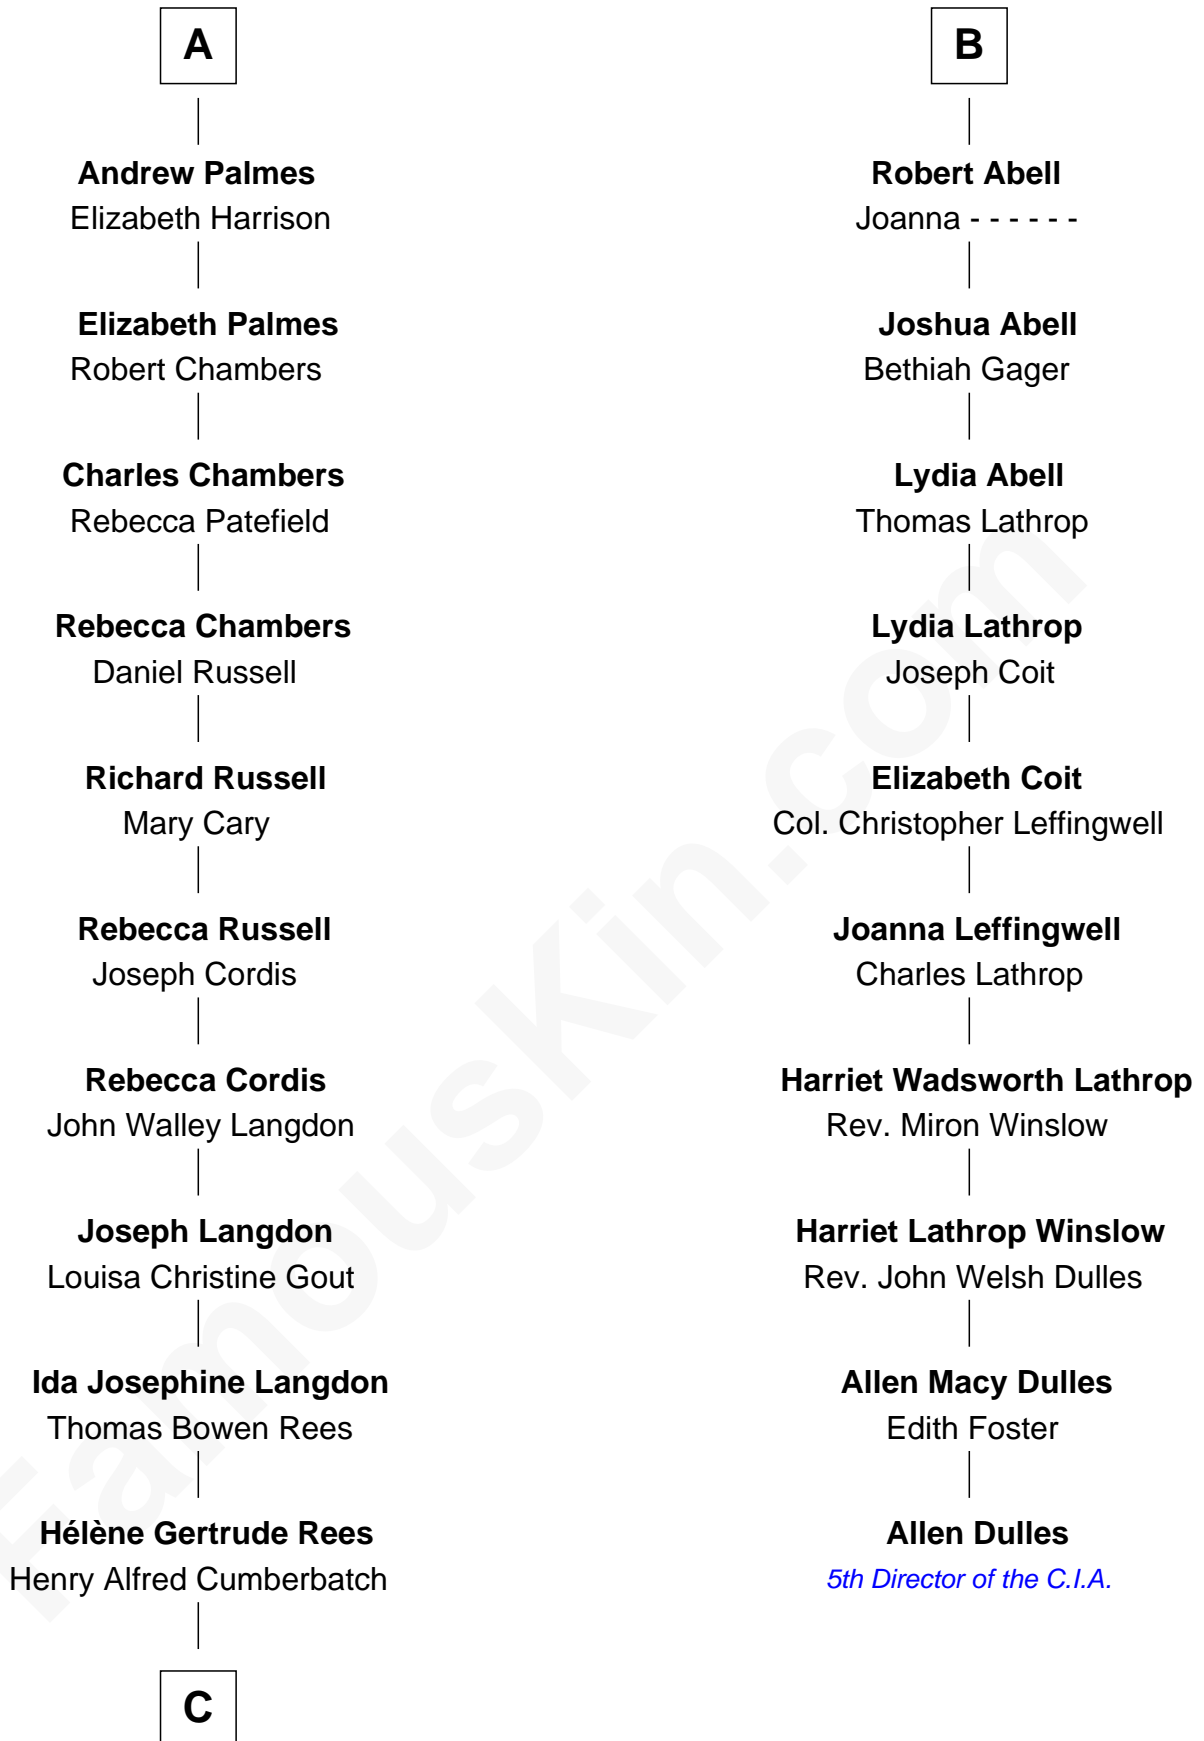 A
Andrew Palmes
Elizabeth Harrison
Elizabeth Palmes
Robert Chambers
Charles Chambers
Rebecca Patefield
Rebecca Chambers
Daniel Russell
Richard Russell
Mary Cary
Rebecca Russell
Joseph Cordis
Rebecca Cordis
John Walley Langdon
Joseph Langdon
Louisa Christine Gout
Ida Josephine Langdon
Thomas Bowen Rees
Hélène Gertrude Rees
Henry Alfred Cumberbatch
C
B
Robert Abell
Joanna - - - - - -
Joshua Abell
Bethiah Gager
Lydia Abell
Thomas Lathrop
Lydia Lathrop
Joseph Coit
Elizabeth Coit
Col. Christopher Leffingwell
Joanna Leffingwell
Charles Lathrop
Harriet Wadsworth Lathrop
Rev. Miron Winslow
Harriet Lathrop Winslow
Rev. John Welsh Dulles
Allen Macy Dulles
Edith Foster
Allen Dulles
5th Director of the C.I.A.
FamousKin.com